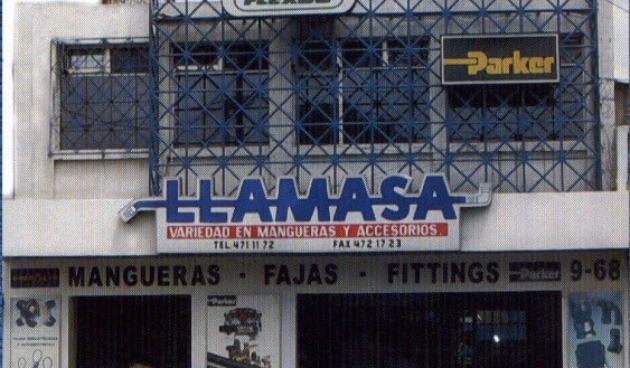 Parker
LLAMASA
VARIEDAD EN MANGUERAS Y ACCESORIOS.
TEL. 471 11 72 FAX 472 17 23
MANGUERAS - FAJAS - FITTINGS Parker 9-68
Parker